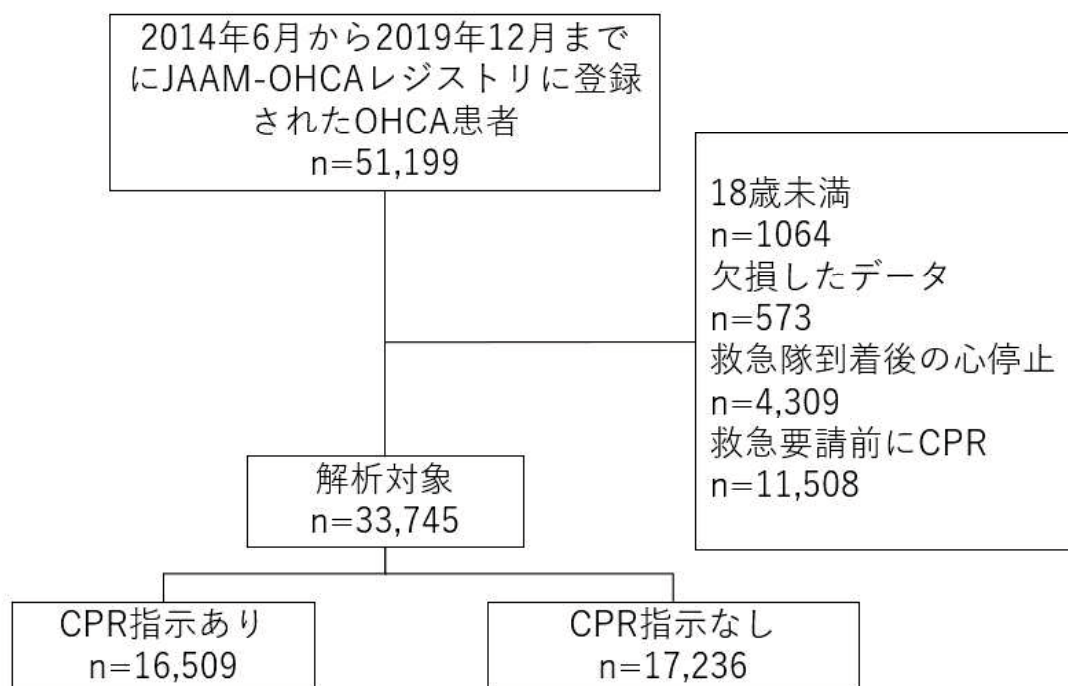 2014年6月から2019年12月まで
にJAAM-OHCAレジストリに登録
されたOHCA患者
n=51,199
18歳未満
n=1064
欠損したデータ
n=573
救急隊到着後の心停止
n=4,309
救急要請前にCPR
n=11,508
解析対象
n=33,745
CPR指示あり
n=16,509
CPR指示なし
n=17,236